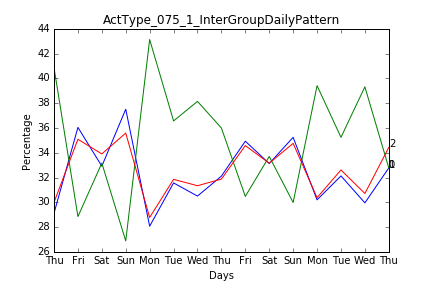 ActType_075_1_InterGroupDailyPattern
44
42
40
38
36
34
32
30
28
26
Percentage
2
Thu Fri Sat Sun Mon Tue Wed Thu Fri Sat Sun Mon Tue Wed Thu
Days